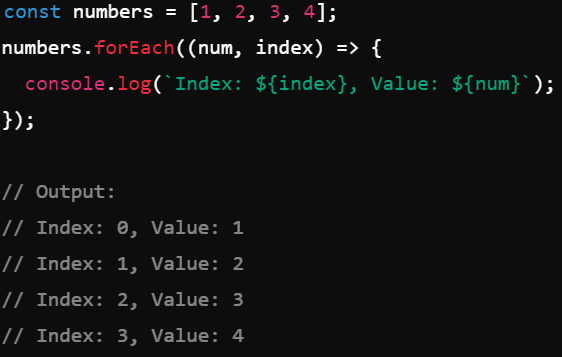 const numbers = [1, 2, 3, 4];
numbers.forEach((num, index) => {
  console.log(`Index: ${index}, Value: ${num}`);
});

// Output:
// Index: 0, Value: 1
// Index: 1, Value: 2
// Index: 2, Value: 3
// Index: 3, Value: 4